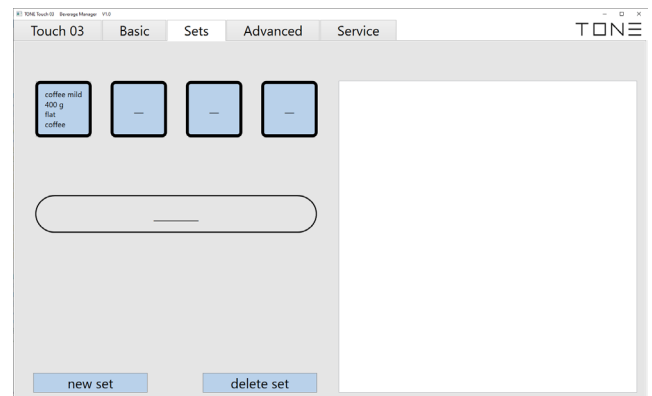 TONE Touch 03 Beverage Manager V1.0
Touch 03 Basic Sets Advanced Service
TONE
coffee mild
400 g
flat
coffee
— — —
new set delete set